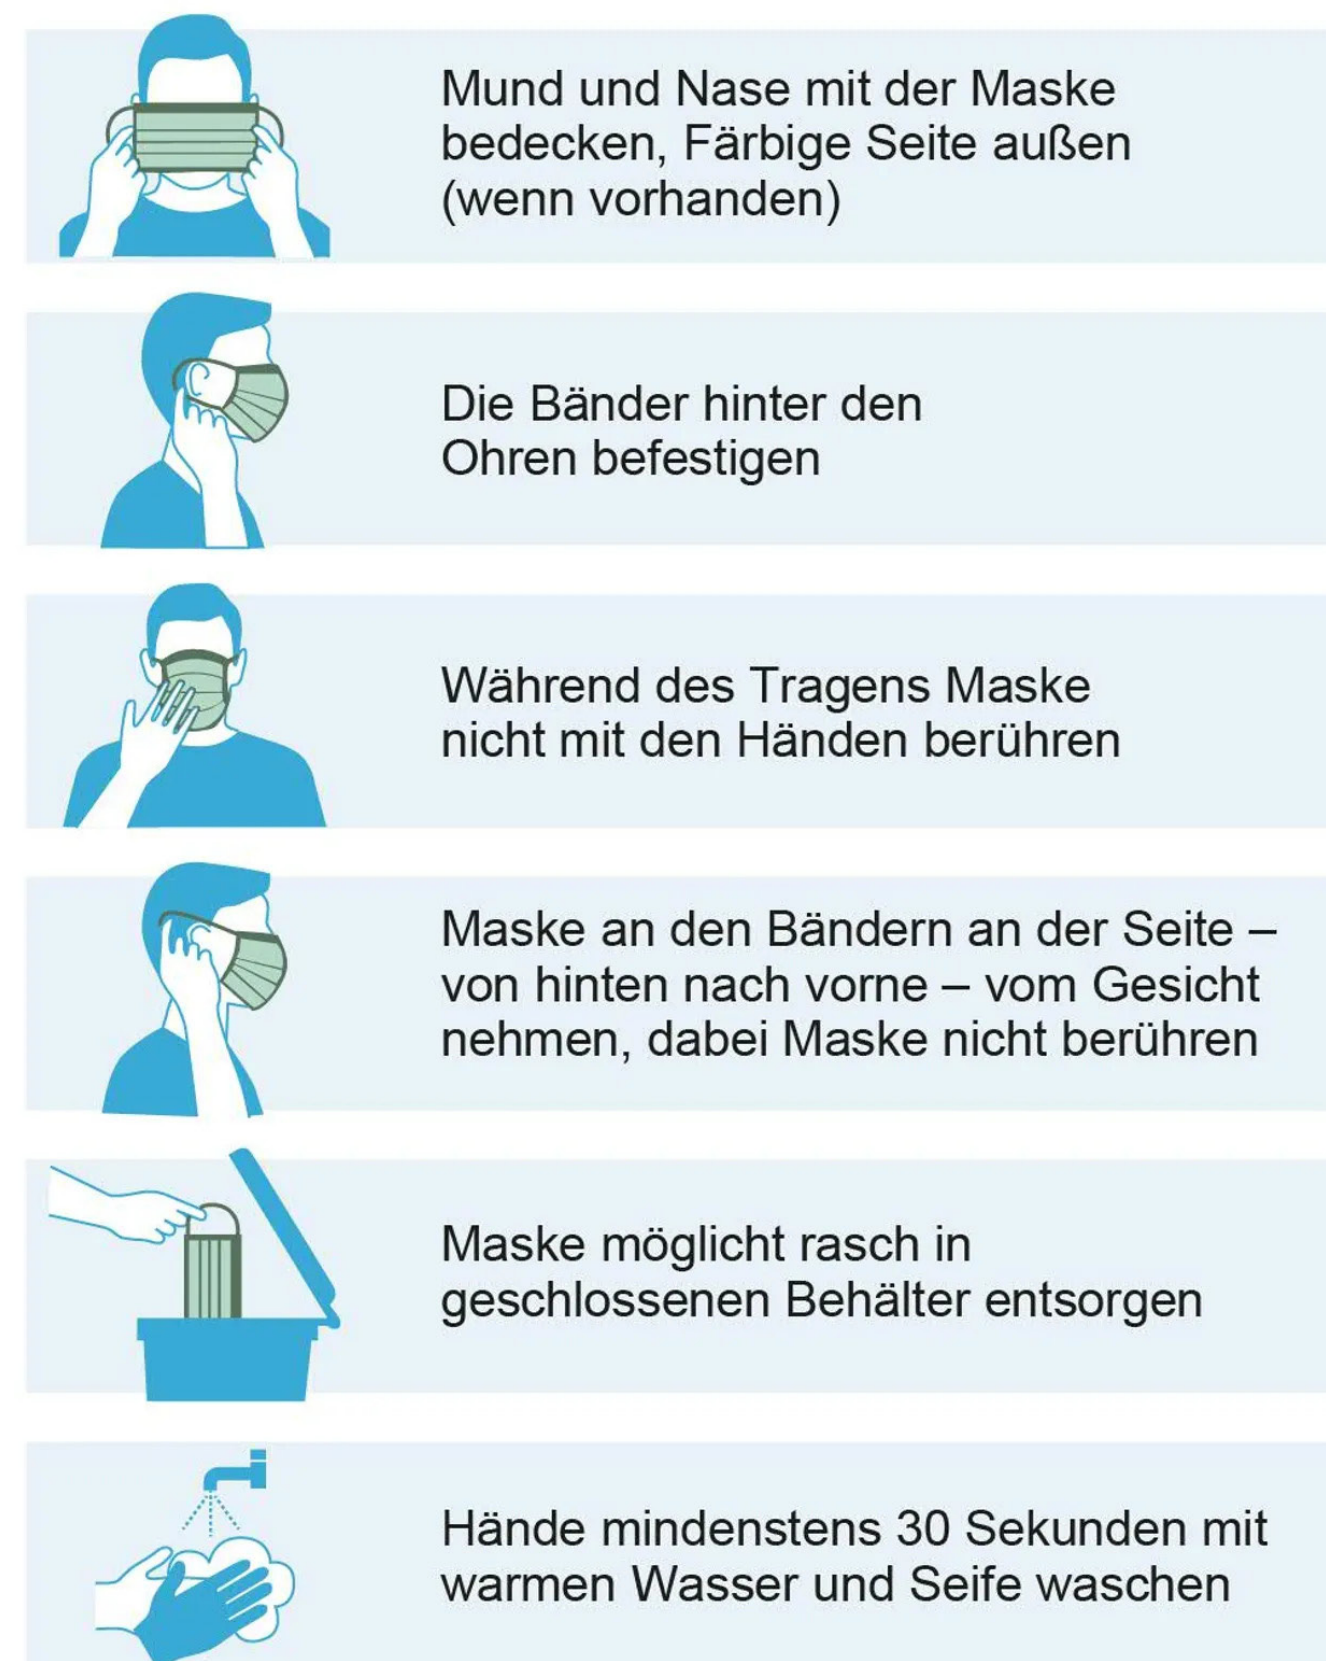 Mund und Nase mit der Maske
bedecken, Färbige Seite außen
(wenn vorhanden)
Die Bänder hinter den
Ohren befestigen
Während des Tragens Maske
nicht mit den Händen berühren
Maske an den Bändern an der Seite –
von hinten nach vorne – vom Gesicht
nehmen, dabei Maske nicht berühren
Maske möglicht rasch in
geschlossenen Behälter entsorgen
Hände mindenstens 30 Sekunden mit
warmen Wasser und Seife waschen